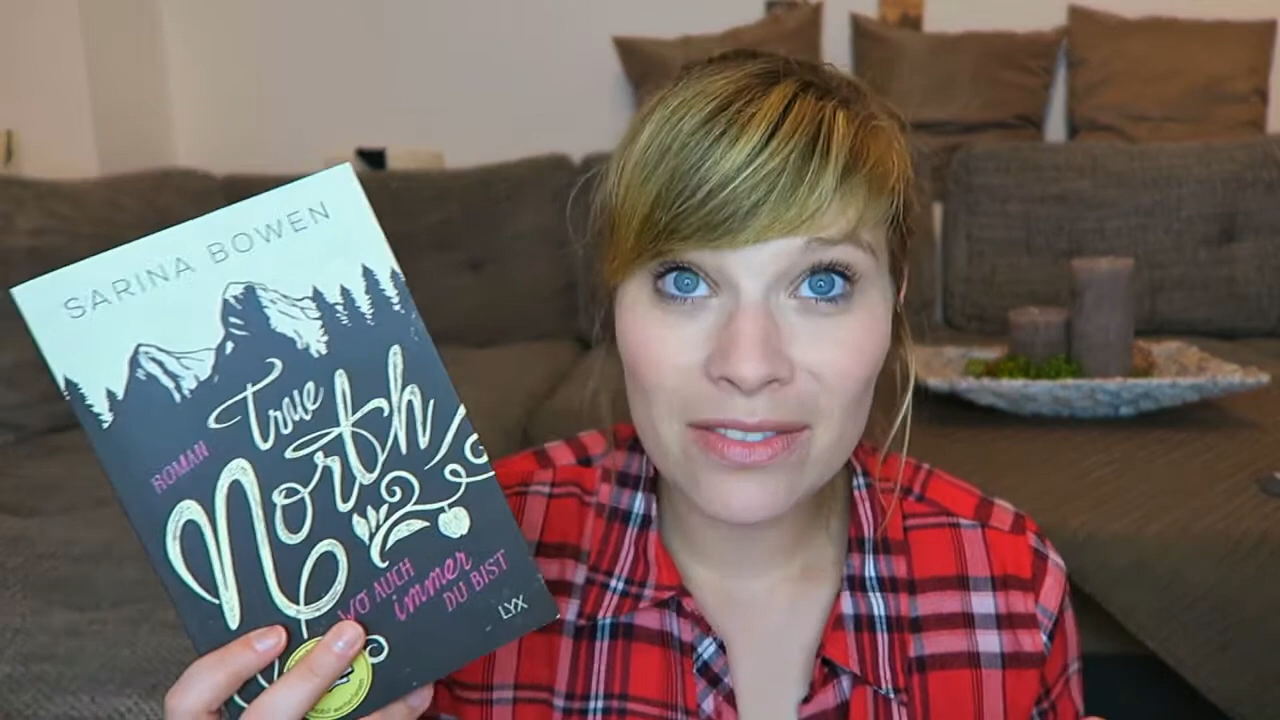 SARINA BOWEN
True
North
ROMAN
WO AUCH
immer
DU BIST
LYX